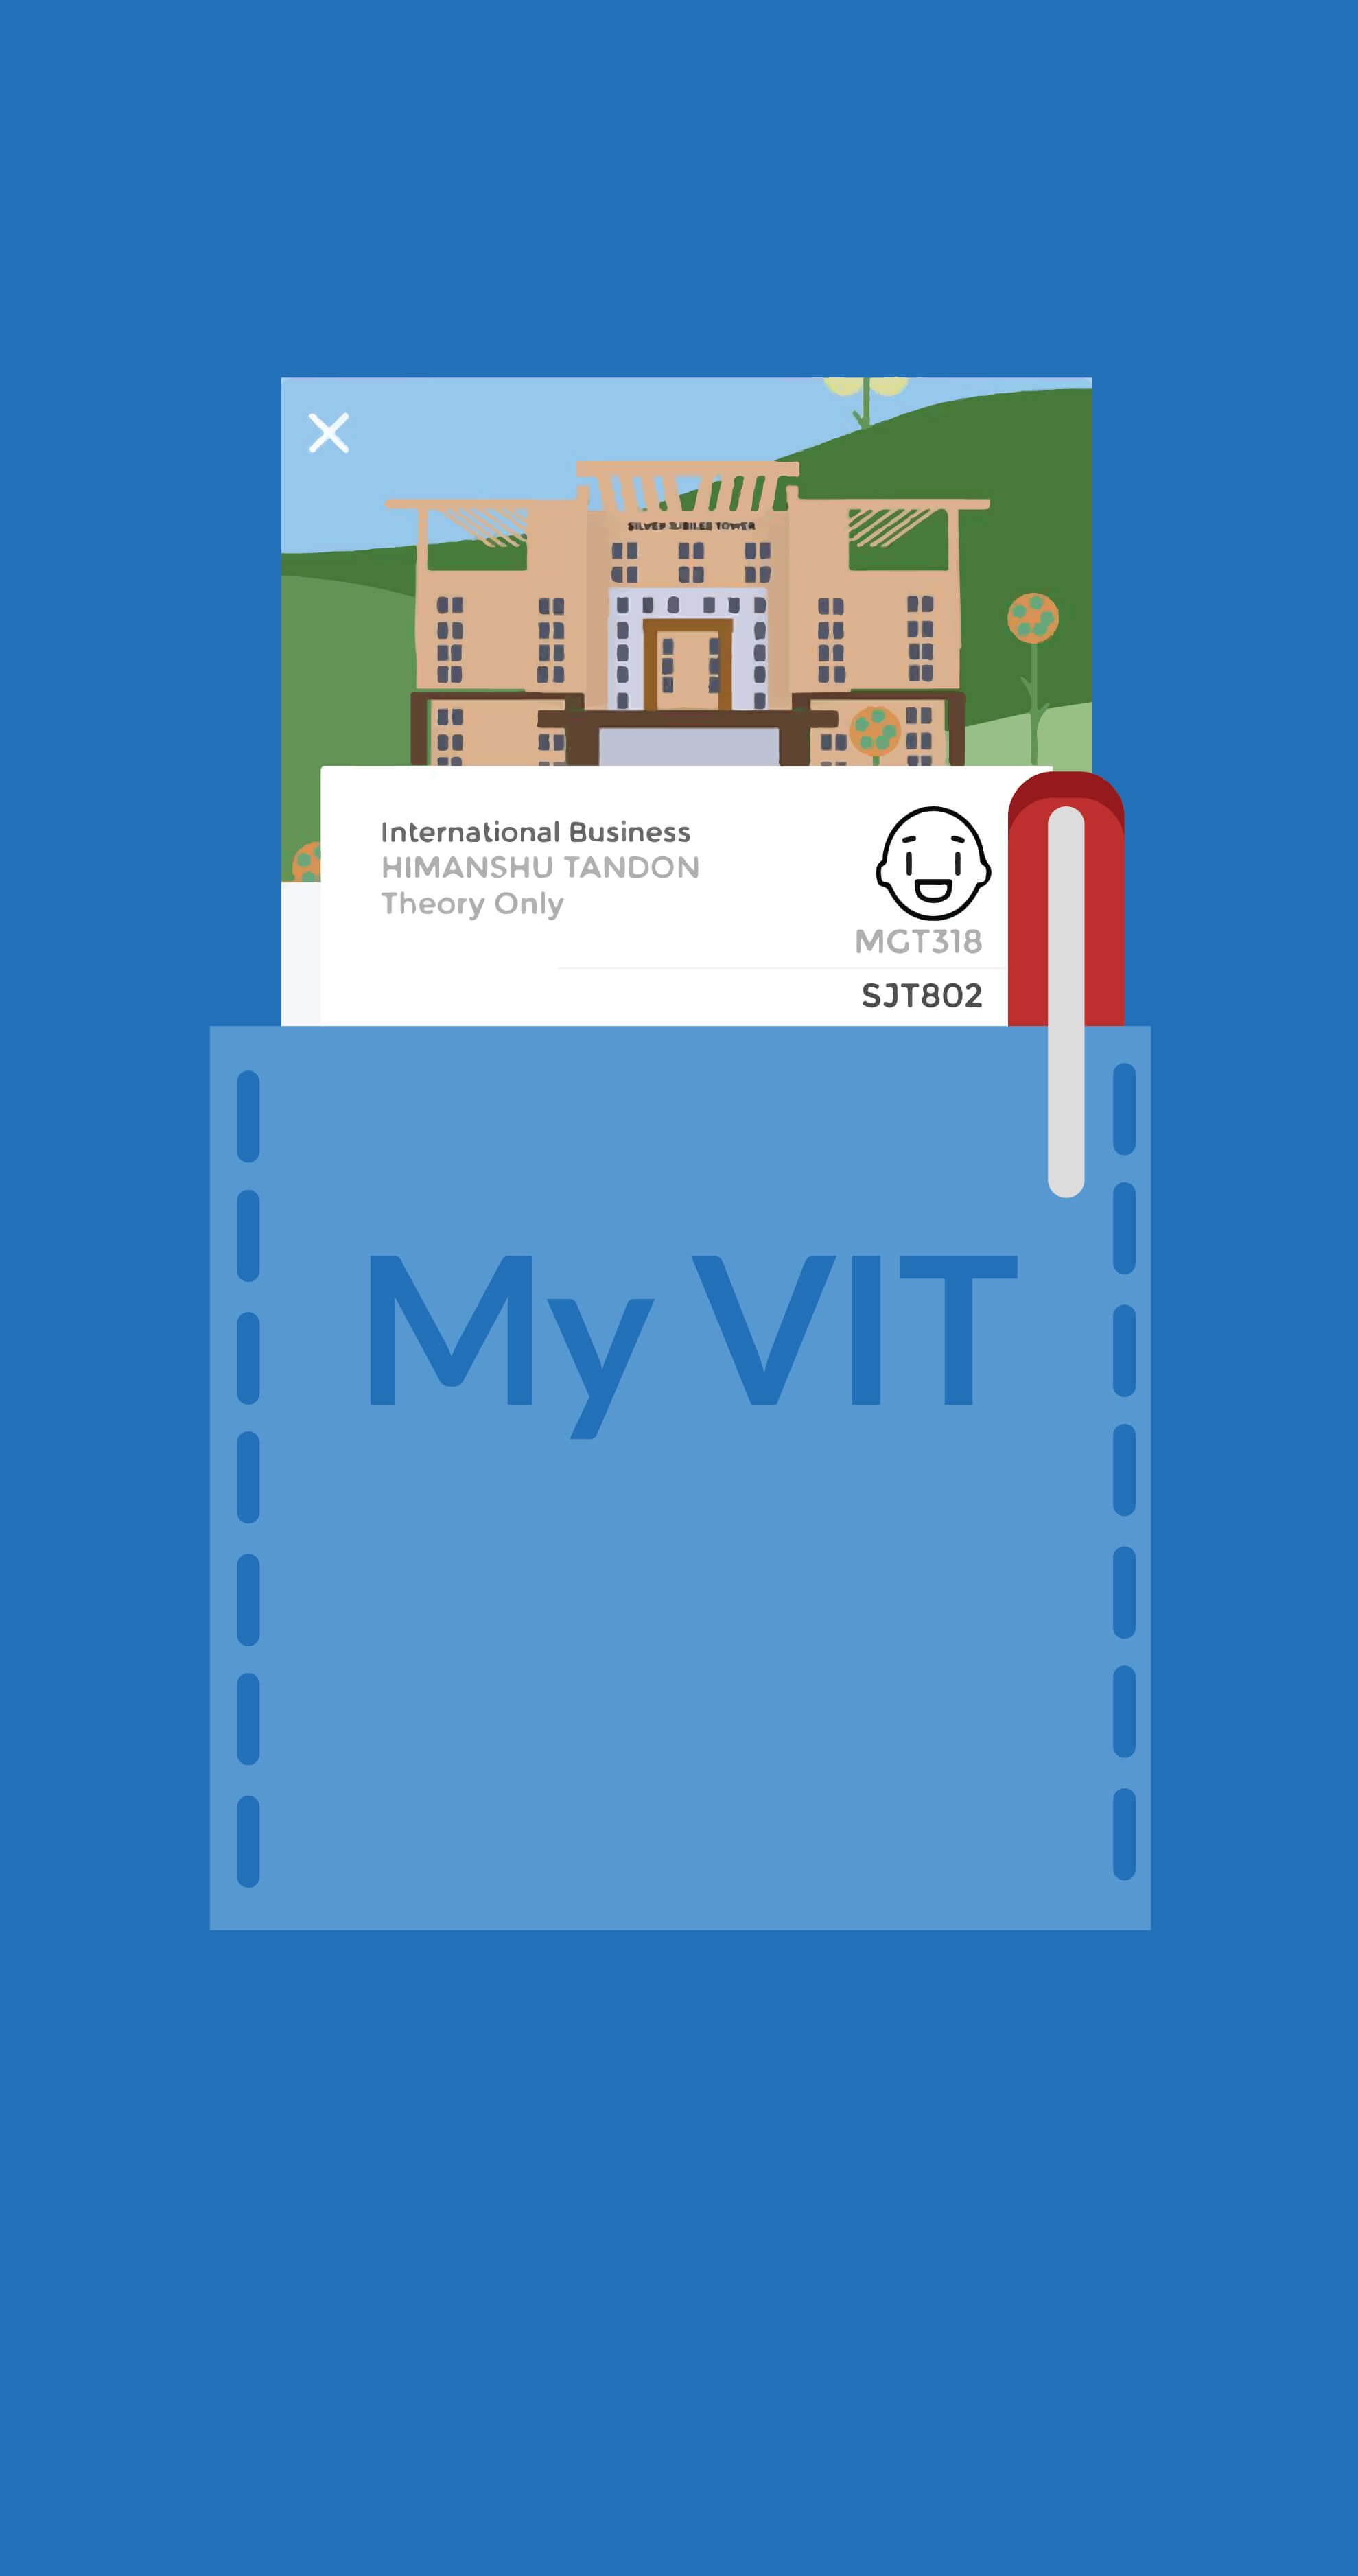 SILVER JUBILEE TOWER
International Business
HIMANSHU TANDON
Theory Only
MGT318
SJT802
My VIT